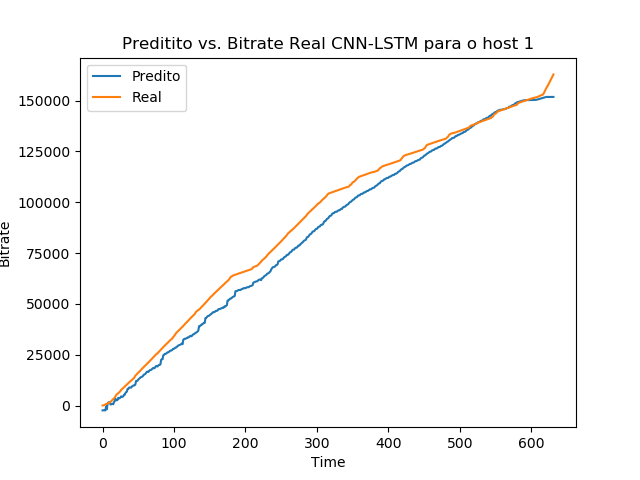 Preditito vs. Bitrate Real CNN-LSTM para o host 1
Predito
Real
150000
125000
100000
75000
50000
25000
0
Bitrate
0 100 200 300 400 500 600
Time